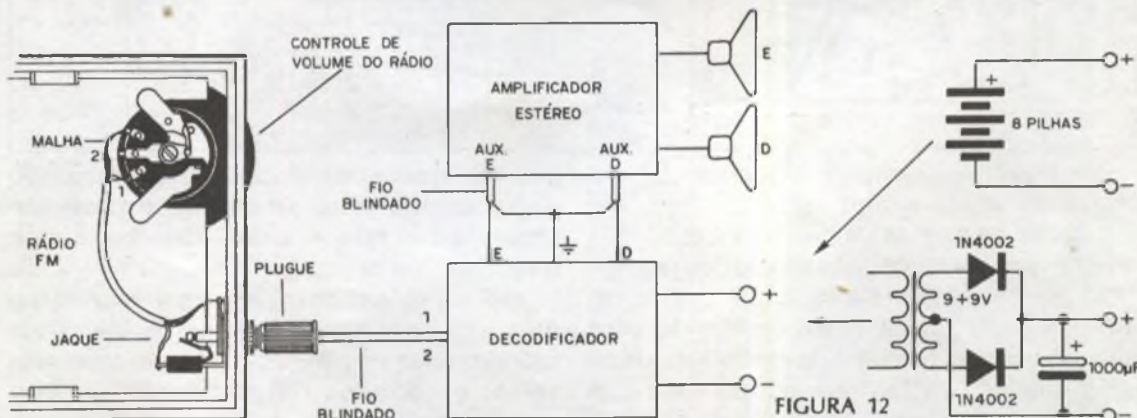 CONTROLE DE
VOLUME DO RÁDIO
MALHA
2
1
RÁDIO
FM
JAQUE
PLUGUE
1
2
FIO
BLINDADO
AMPLIFICADOR
ESTÉREO
AUX.
E
AUX.
D
E
D
FIO
BLINDADO
E
D
DECODIFICADOR
+
−
+
8 PILHAS
+
−
1N4002
9+9V
1N4002
+
+
1000µF
FIGURA 12